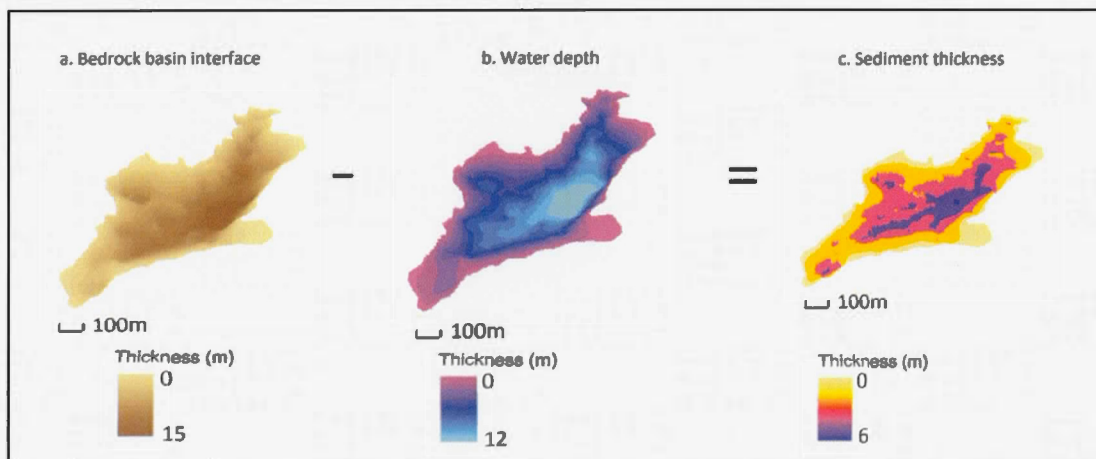 a. Bedrock basin interface
b. Water depth
c. Sediment thickness
-
=
100m
100m
100m
Thickness (m)
0
15
Thickness (m)
0
12
Thickness (m)
0
6